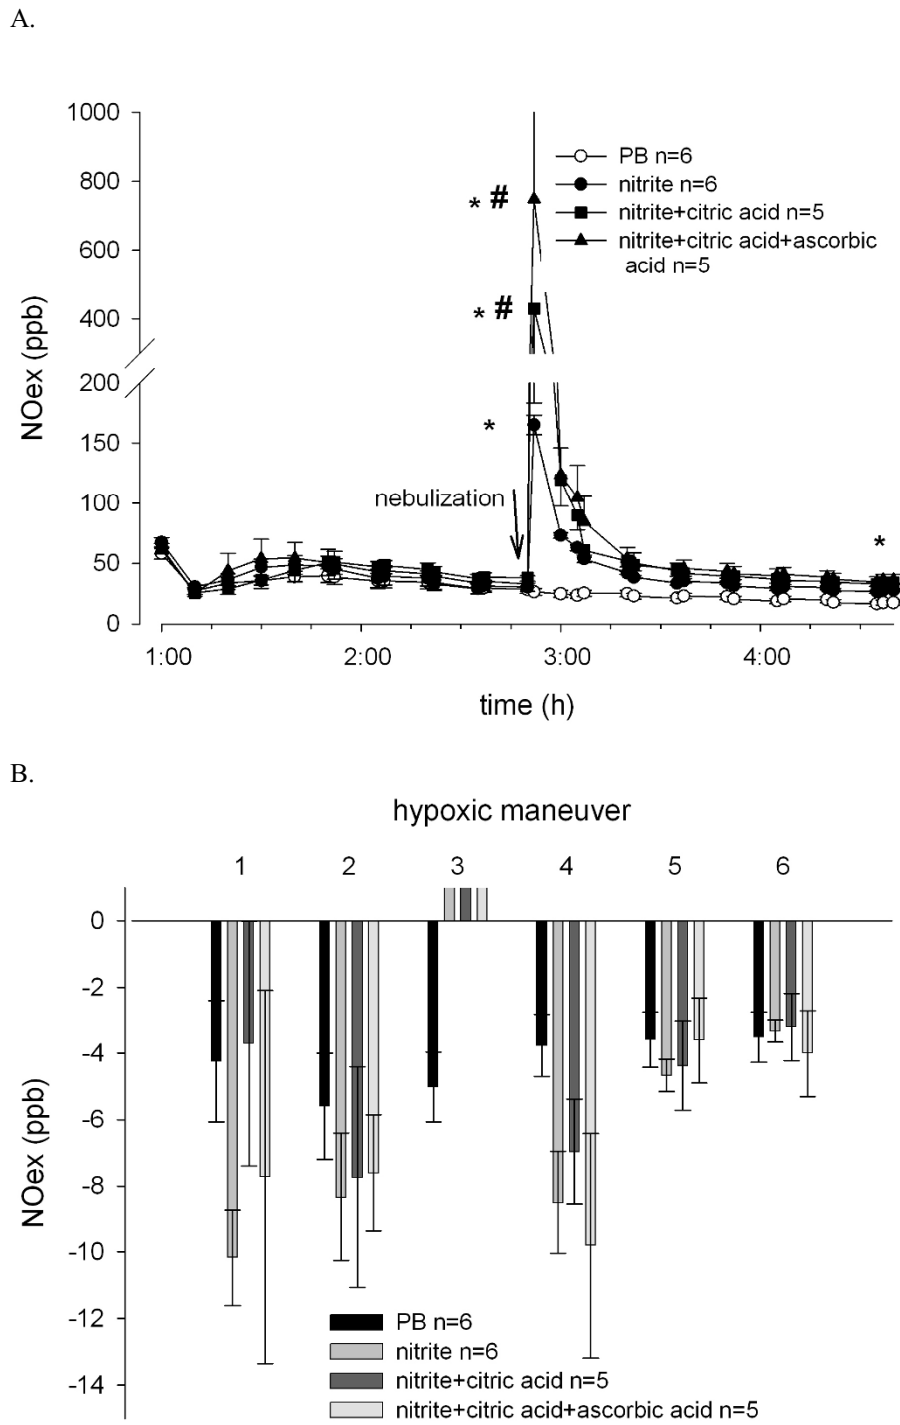 A.
1000
800
600
400
200
150
100
50
0
NOex (ppb)
PB n=6
nitrite n=6
nitrite+citric acid n=5
nitrite+citric acid+ascorbic
acid n=5
* #
* #
*
nebulization
*
1:00 2:00 3:00 4:00
time (h)
B.
hypoxic maneuver
1 2 3 4 5 6
0
-2
-4
-6
-8
-10
-12
-14
NOex (ppb)
PB n=6
nitrite n=6
nitrite+citric acid n=5
nitrite+citric acid+ascorbic acid n=5